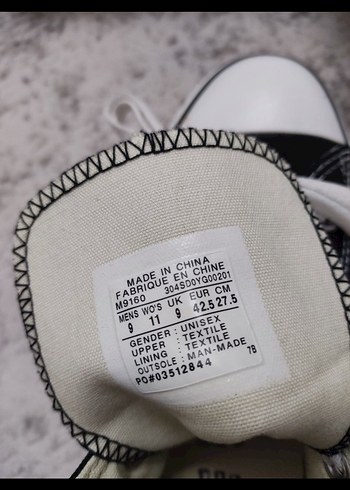 MADE IN CHINA
FABRIQUE EN CHINE
M9160 304SD0YG00201
MENS WO'S UK EUR CM
9 11 9 42.5 27.5
GENDER : UNISEX
UPPER : TEXTILE
LINING : TEXTILE
OUTSOLE : MAN-MADE 7B
PO#03512844